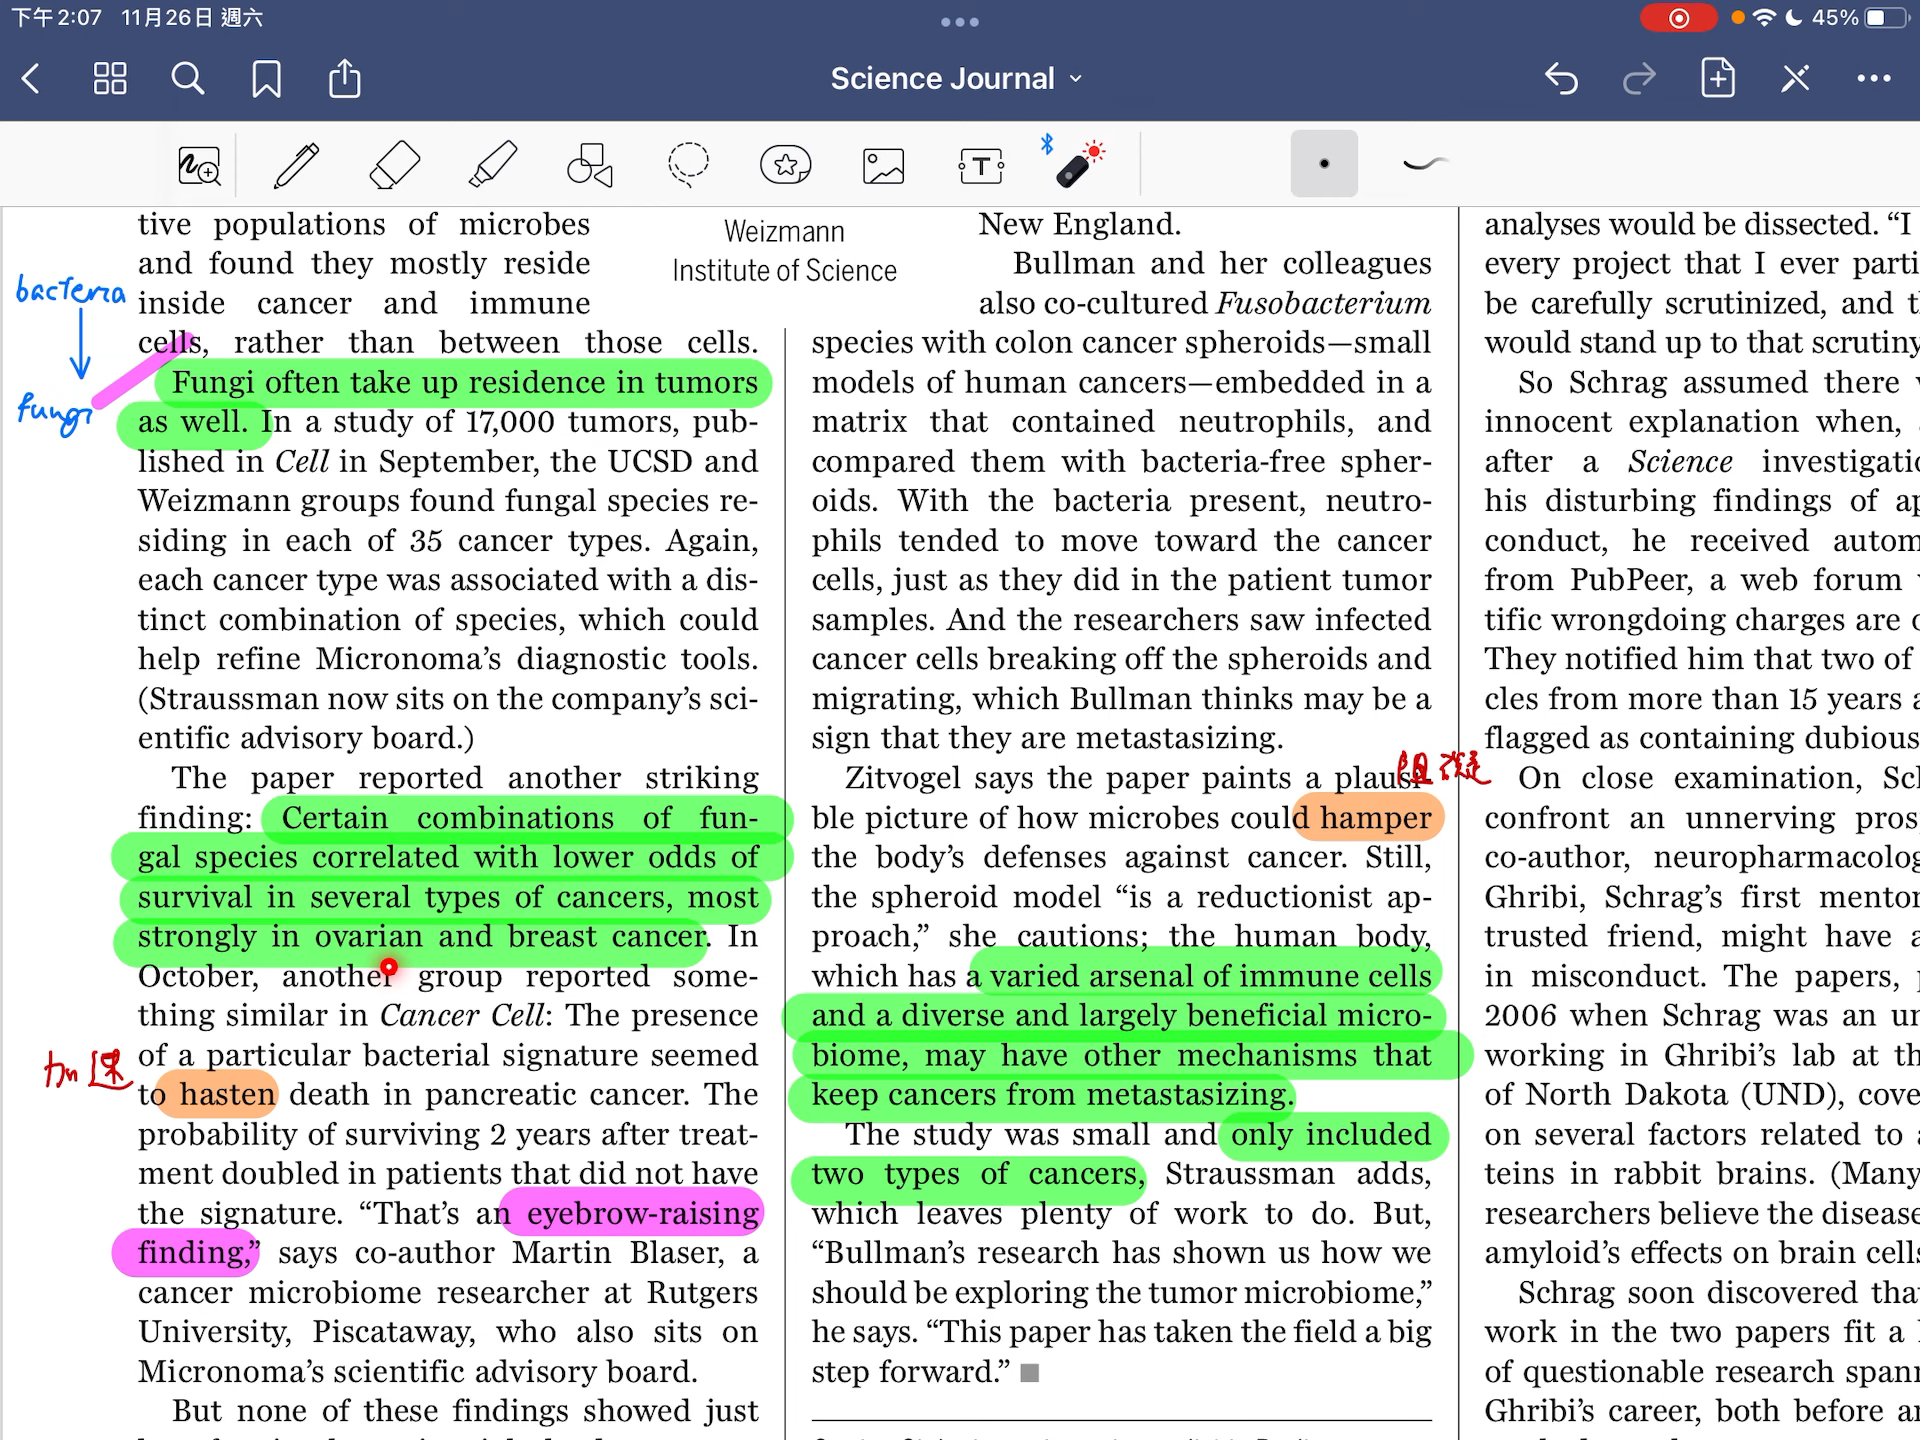 下午2:07 11月26日 週六
45%
Science Journal
T
tive populations of microbes
and found they mostly reside
inside cancer and immune
cells, rather than between those cells.
Fungi often take up residence in tumors
as well. In a study of 17,000 tumors, pub-
lished in Cell in September, the UCSD and
Weizmann groups found fungal species re-
siding in each of 35 cancer types. Again,
each cancer type was associated with a dis-
tinct combination of species, which could
help refine Micronoma's diagnostic tools.
(Straussman now sits on the company's sci-
entific advisory board.)
The paper reported another striking
finding: Certain combinations of fun-
gal species correlated with lower odds of
survival in several types of cancers, most
strongly in ovarian and breast cancer. In
October, another group reported some-
thing similar in Cancer Cell: The presence
of a particular bacterial signature seemed
to hasten death in pancreatic cancer. The
probability of surviving 2 years after treat-
ment doubled in patients that did not have
the signature. “That's an eyebrow-raising
finding,” says co-author Martin Blaser, a
cancer microbiome researcher at Rutgers
University, Piscataway, who also sits on
Micronoma's scientific advisory board.
But none of these findings showed just
bacteria
fungi
加速
Weizmann
Institute of Science
New England.
Bullman and her colleagues
also co-cultured Fusobacterium
species with colon cancer spheroids—small
models of human cancers—embedded in a
matrix that contained neutrophils, and
compared them with bacteria-free spher-
oids. With the bacteria present, neutro-
phils tended to move toward the cancer
cells, just as they did in the patient tumor
samples. And the researchers saw infected
cancer cells breaking off the spheroids and
migrating, which Bullman thinks may be a
sign that they are metastasizing.
Zitvogel says the paper paints a plausi-
ble picture of how microbes could hamper
the body's defenses against cancer. Still,
the spheroid model “is a reductionist ap-
proach,” she cautions; the human body,
which has a varied arsenal of immune cells
and a diverse and largely beneficial micro-
biome, may have other mechanisms that
keep cancers from metastasizing.
The study was small and only included
two types of cancers, Straussman adds,
which leaves plenty of work to do. But,
“Bullman's research has shown us how we
should be exploring the tumor microbiome,”
he says. “This paper has taken the field a big
step forward.” ■
阻礙
analyses would be dissected. “I
every project that I ever parti
be carefully scrutinized, and t
would stand up to that scrutiny
So Schrag assumed there
innocent explanation when,
after a Science investigati
his disturbing findings of a
conduct, he received autom
from PubPeer, a web forum
tific wrongdoing charges are
They notified him that two of
cles from more than 15 years a
flagged as containing dubious
On close examination, Sc
confront an unnerving pros
co-author, neuropharmacolog
Ghribi, Schrag's first mentor
trusted friend, might have a
in misconduct. The papers,
2006 when Schrag was an un
working in Ghribi's lab at th
of North Dakota (UND), cove
on several factors related to a
teins in rabbit brains. (Many
researchers believe the disease
amyloid's effects on brain cells
Schrag soon discovered tha
work in the two papers fit a
of questionable research spann
Ghribi's career, both before a